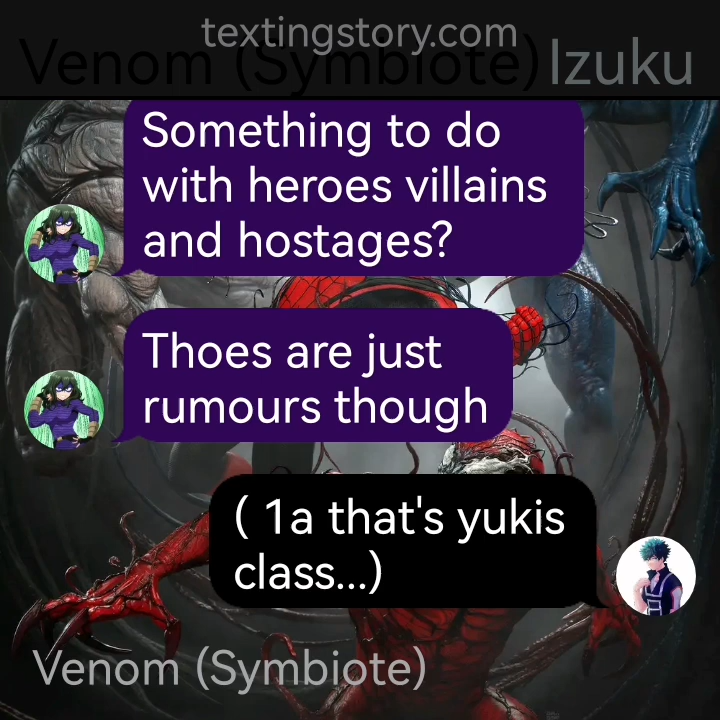 textingstory.com
Venom (Symbiote) Izuku
Something to do
with heroes villains
and hostages?
Thoes are just
rumours though
( 1a that's yukis
class...)
Venom (Symbiote)